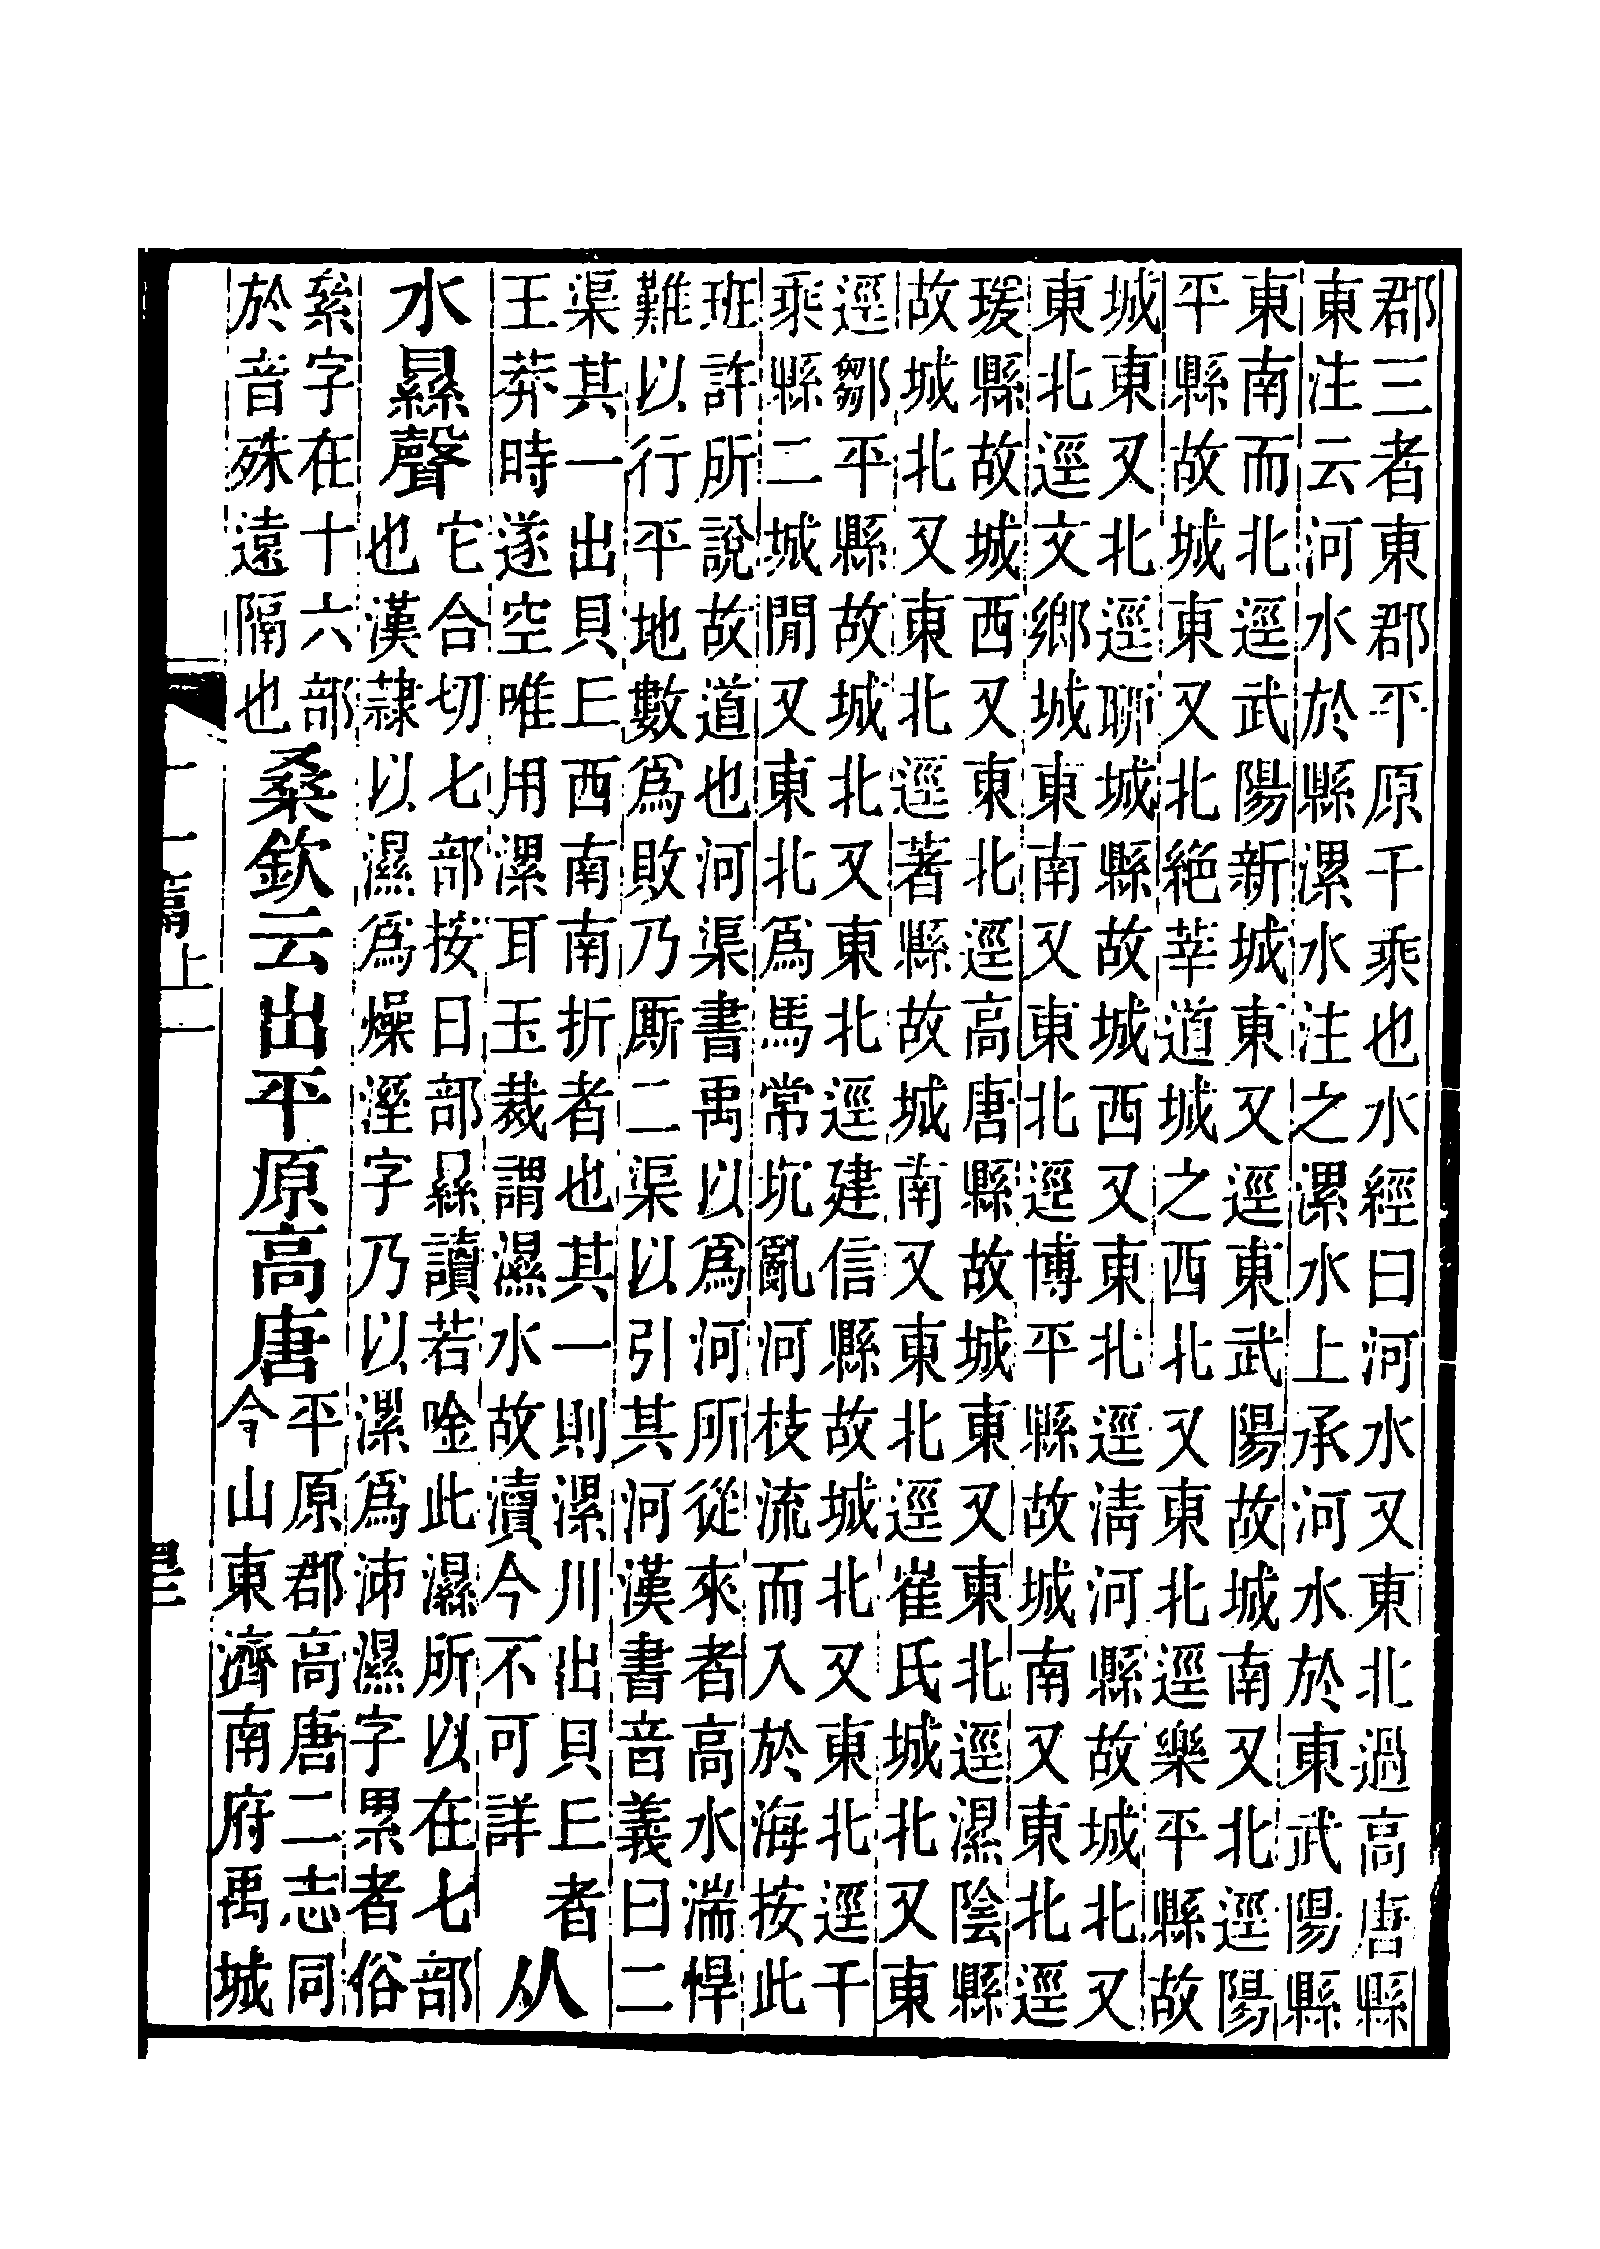 郡三者東郡平原千乘也水經曰河水又東北過高唐縣
東注云河水於縣漯水注之漯水上承河水於東武陽縣
東南而北逕武陽新城東又逕東武陽故城南又北逕陽
平縣故城東又北絶莘道城之西北又東北逕樂平縣故
城東又北逕聊城縣故城西又東北逕淸河縣故城北又
東北逕文鄉城東南又東北逕博平縣故城南又東北逕
瑗縣故城西又東北逕高唐縣故城東又東北逕漯陰縣
故城北又東北逕著縣故城南又東北逕崔氏城北又東
逕鄒平縣故城北又東北逕建信縣故城北又東北逕千
乘縣二城閒又東北爲馬常坑亂河枝流而入於海按此
班許所說故道也河渠書禹以爲河所從來者高水湍悍
難以行平地數爲敗乃厮二渠以引其河漢書音義曰二
渠其一出貝丘西南南折者也其一則漯川出貝丘者
王莽時遂空唯用漯耳玉裁謂濕水故瀆今不可詳
从
水㬎聲
它合切七部按日部㬎讀若唫此濕所以在七部
也漢隷以濕爲燥溼字乃以漯爲沛濕字累者俗
絫字在十六部
於音殊遠隔也
桑欽云出平原高唐
平原郡高唐二志同
今山東濟南府禹城
十一篇上一